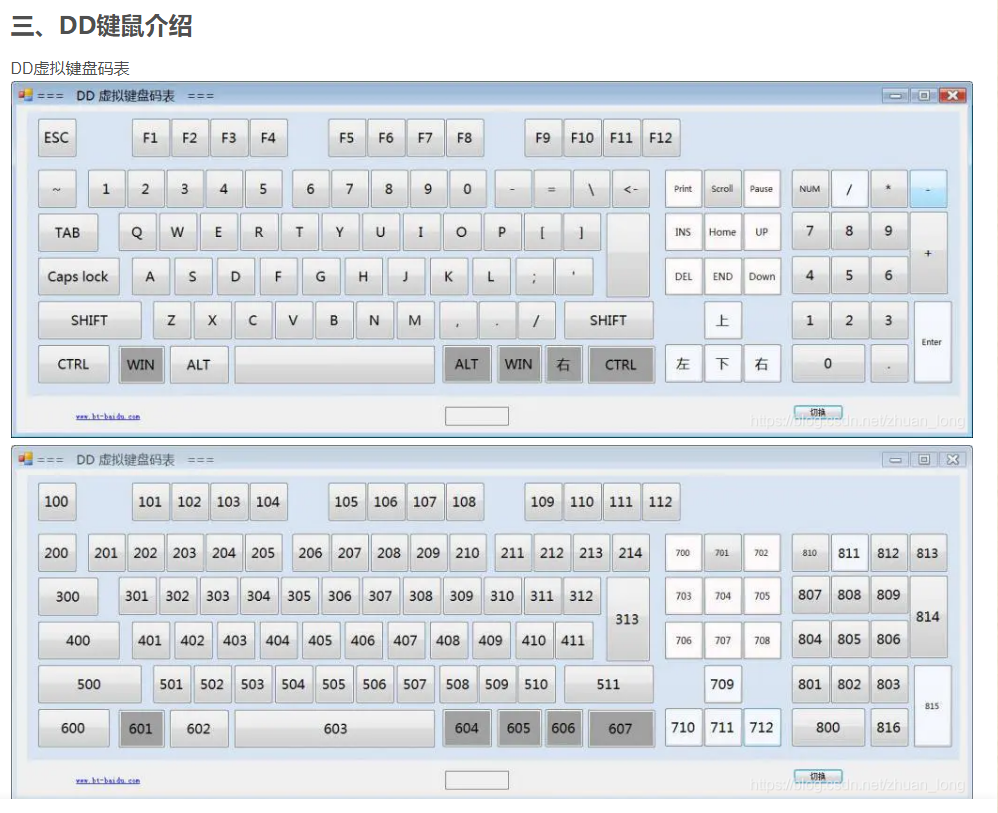 三、DD键鼠介绍
DD虚拟键盘码表
=== DD 虚拟键盘码表 ===
ESC F1 F2 F3 F4 F5 F6 F7 F8 F9 F10 F11 F12
~ 1 2 3 4 5 6 7 8 9 0 - = \ <- Print Scroll Pause NUM / * -
TAB Q W E R T Y U I O P [ ] INS Home UP 7 8 9 +
Caps lock A S D F G H J K L ; ' DEL END Down 4 5 6
SHIFT Z X C V B N M , . / SHIFT 上 1 2 3 Enter
CTRL WIN ALT ALT WIN 右 CTRL 左 下 右 0 .
www.bt-baidu.com 切换
https://blog.csdn.net/zhuan_long
=== DD 虚拟键盘码表 ===
100 101 102 103 104 105 106 107 108 109 110 111 112
200 201 202 203 204 205 206 207 208 209 210 211 212 213 214 700 701 702 810 811 812 813
300 301 302 303 304 305 306 307 308 309 310 311 312 313 703 704 705 807 808 809 814
400 401 402 403 404 405 406 407 408 409 410 411 706 707 708 804 805 806
500 501 502 503 504 505 506 507 508 509 510 511 709 801 802 803 815
600 601 602 603 604 605 606 607 710 711 712 800 816
www.bt-baidu.com 切换
https://blog.csdn.net/zhuan_long